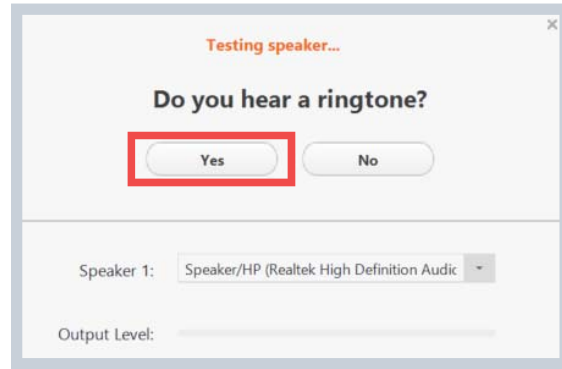 Testing speaker...
Do you hear a ringtone?
Yes No
Speaker 1: Speaker/HP (Realtek High Definition Audic
Output Level: